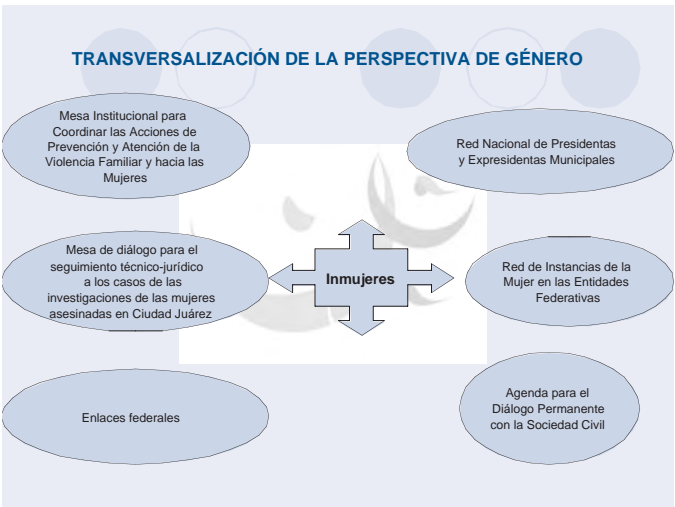 TRANSVERSALIZACIÓN DE LA PERSPECTIVA DE GÉNERO
Mesa Institucional para
Coordinar las Acciones de
Prevención y Atención de la
Violencia Familiar y hacia las
Mujeres
Red Nacional de Presidentas
y Expresidentas Municipales
Mesa de diálogo para el
seguimiento técnico-jurídico
a los casos de las
investigaciones de las mujeres
asesinadas en Ciudad Juárez
Inmujeres
Red de Instancias de la
Mujer en las Entidades
Federativas
Enlaces federales
Agenda para el
Diálogo Permanente
con la Sociedad Civil